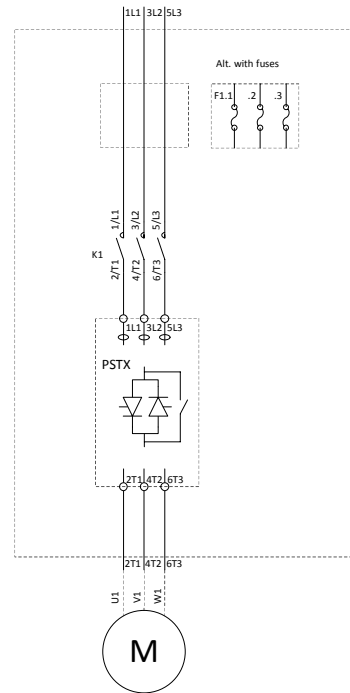 1L1 3L2 5L3
Alt. with fuses
F1.1 .2 .3
1/L1 3/L2 5/L3
K1
2/T1 4/T2 6/T3
1L1 3L2 5L3
PSTX
2T1 4T2 6T3
2T1 4T2 6T3
U1 V1 W1
M